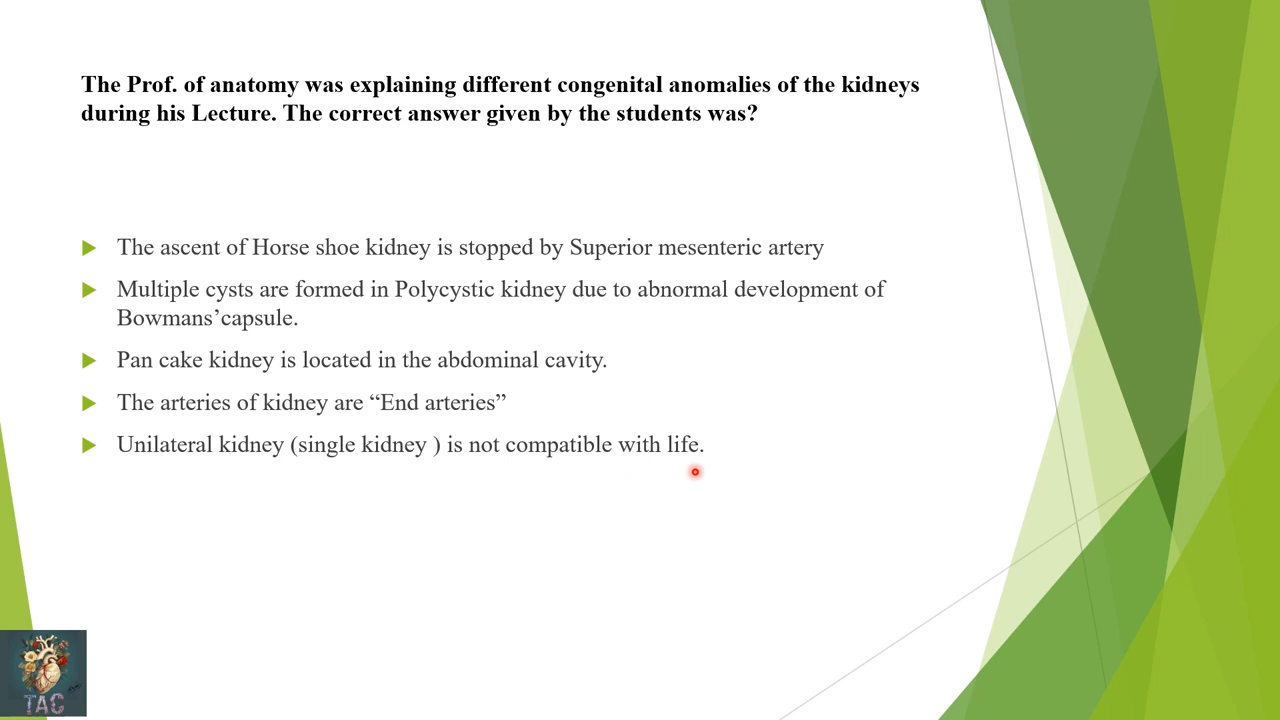 The Prof. of anatomy was explaining different congenital anomalies of the kidneys
during his Lecture. The correct answer given by the students was?
The ascent of Horse shoe kidney is stopped by Superior mesenteric artery
Multiple cysts are formed in Polycystic kidney due to abnormal development of
Bowmans’capsule.
Pan cake kidney is located in the abdominal cavity.
The arteries of kidney are “End arteries”
Unilateral kidney (single kidney ) is not compatible with life.
TAC